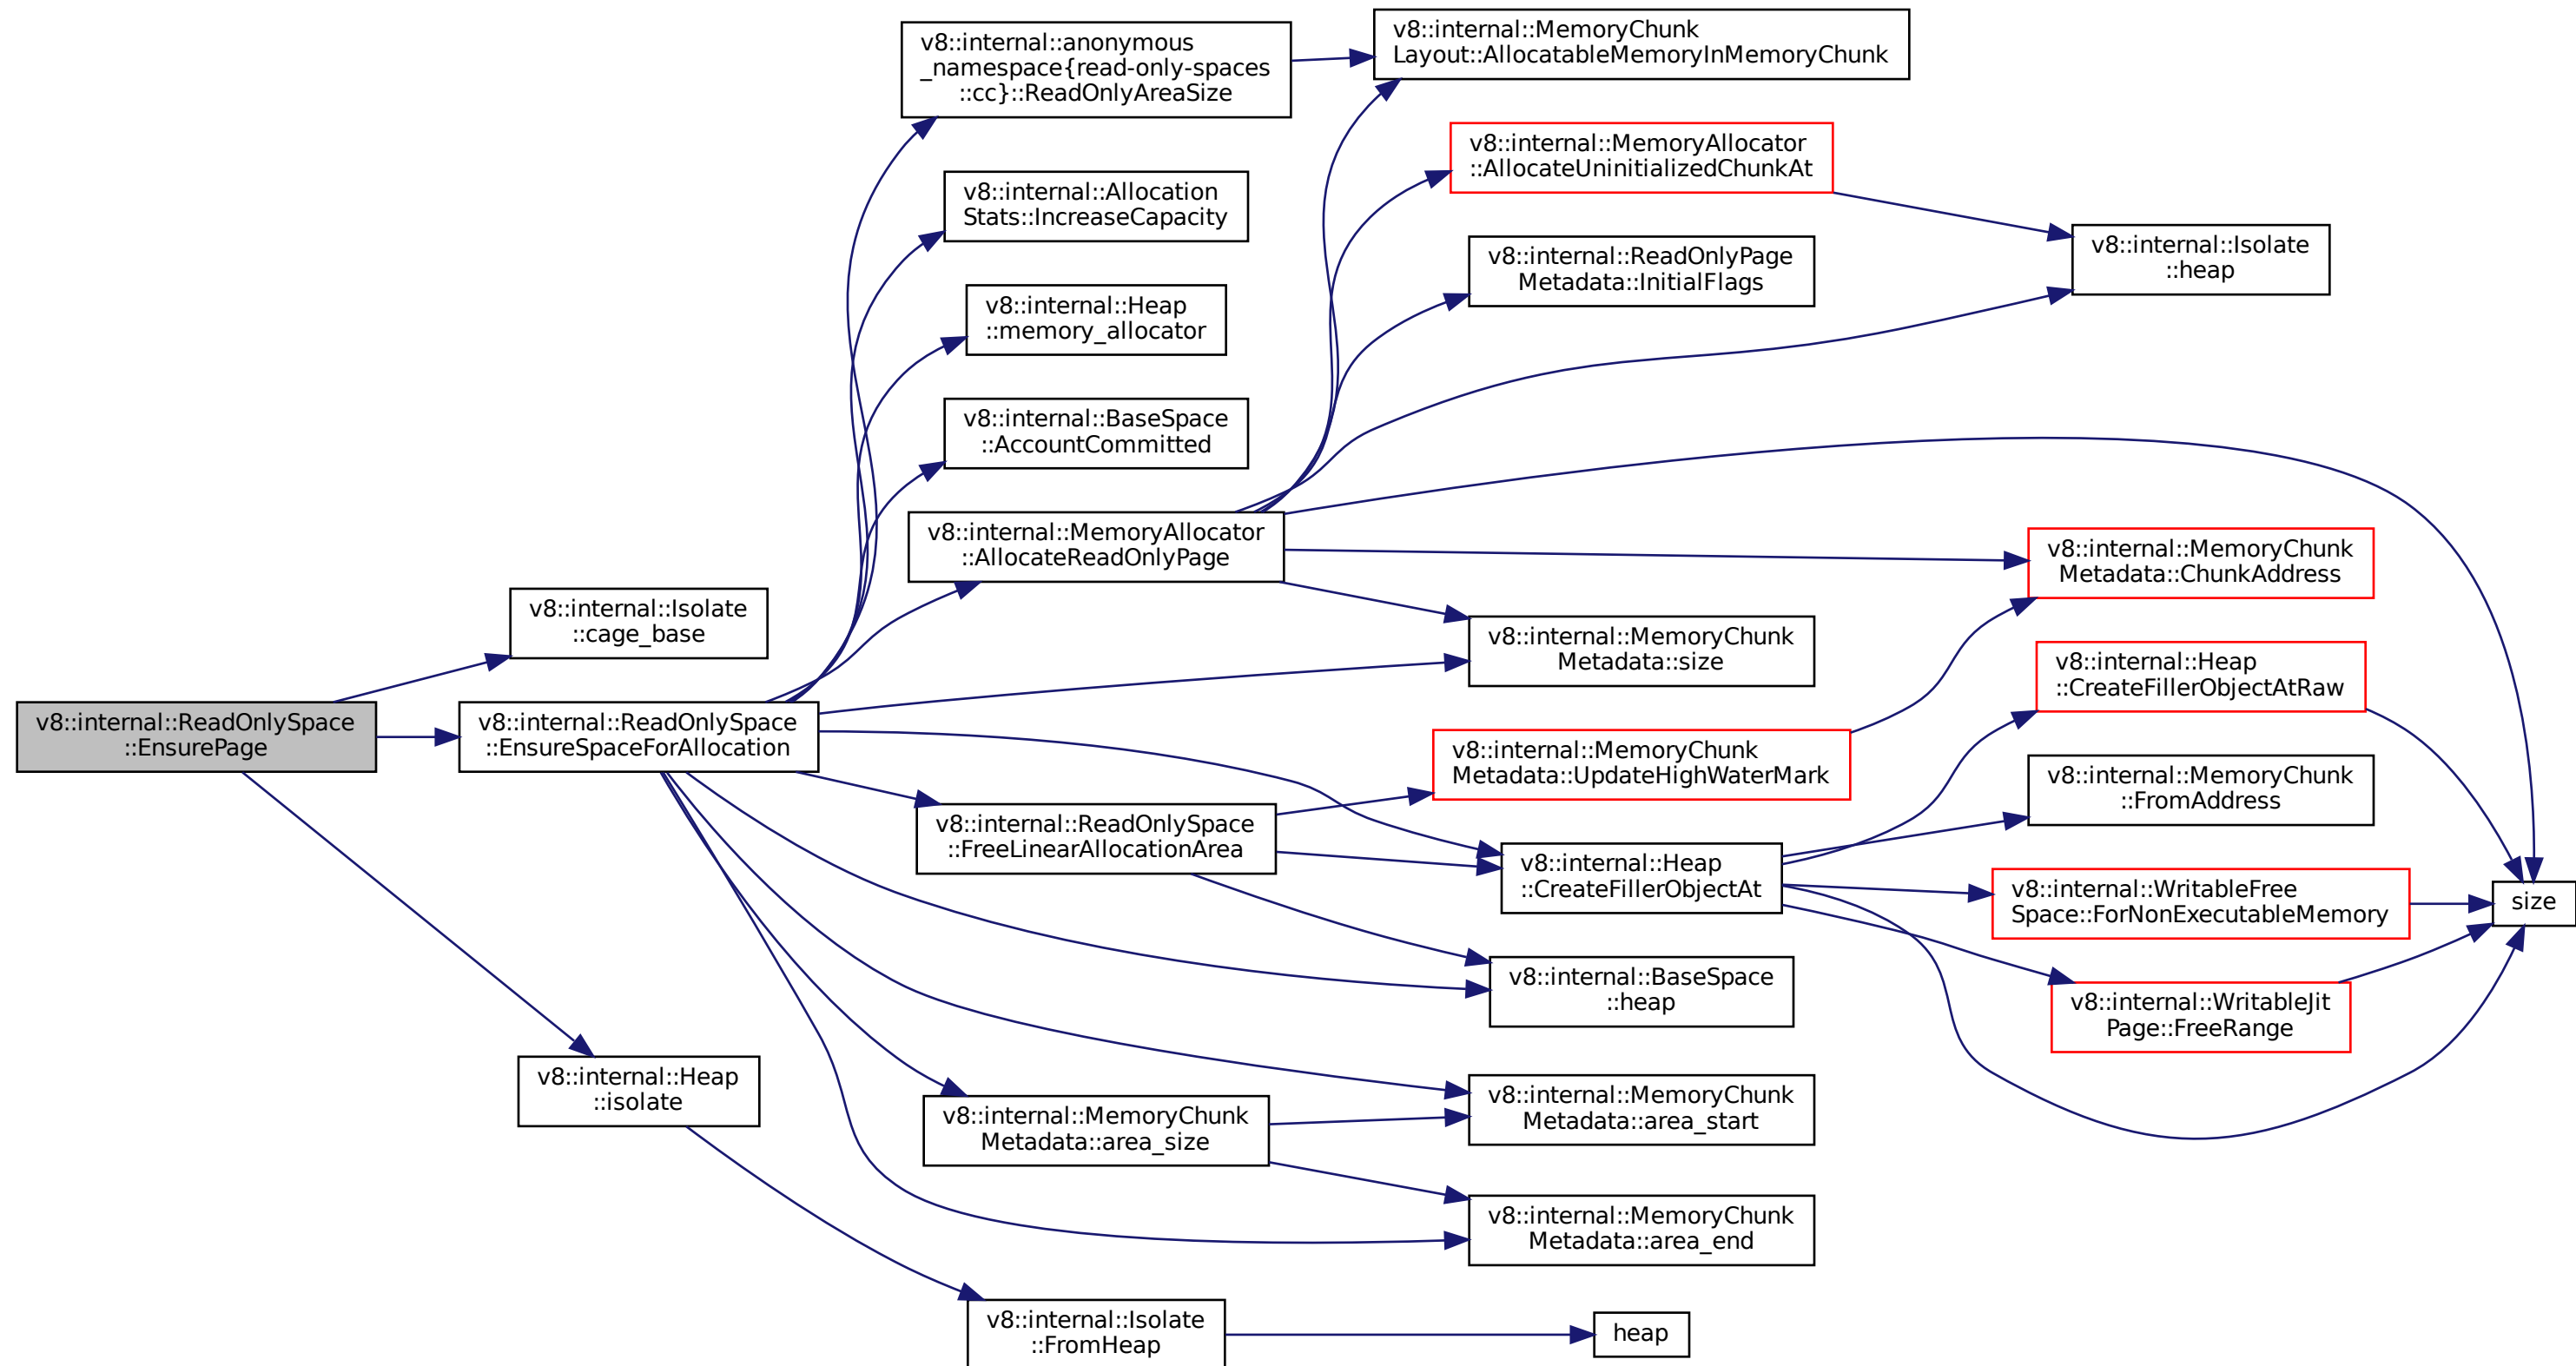 v8::internal::ReadOnlySpace
::EnsurePage
v8::internal::Isolate
::cage_base
v8::internal::ReadOnlySpace
::EnsureSpaceForAllocation
v8::internal::Heap
::isolate
v8::internal::anonymous
_namespace{read-only-spaces
::cc}::ReadOnlyAreaSize
v8::internal::Allocation
Stats::IncreaseCapacity
v8::internal::Heap
::memory_allocator
v8::internal::BaseSpace
::AccountCommitted
v8::internal::MemoryAllocator
::AllocateReadOnlyPage
v8::internal::ReadOnlySpace
::FreeLinearAllocationArea
v8::internal::MemoryChunk
Metadata::area_size
v8::internal::Isolate
::FromHeap
v8::internal::MemoryChunk
Layout::AllocatableMemoryInMemoryChunk
v8::internal::MemoryAllocator
::AllocateUninitializedChunkAt
v8::internal::ReadOnlyPage
Metadata::InitialFlags
v8::internal::MemoryChunk
Metadata::size
v8::internal::MemoryChunk
Metadata::UpdateHighWaterMark
v8::internal::Heap
::CreateFillerObjectAt
v8::internal::BaseSpace
::heap
v8::internal::MemoryChunk
Metadata::area_start
v8::internal::MemoryChunk
Metadata::area_end
heap
v8::internal::Isolate
::heap
v8::internal::MemoryChunk
Metadata::ChunkAddress
v8::internal::Heap
::CreateFillerObjectAtRaw
v8::internal::MemoryChunk
::FromAddress
v8::internal::WritableFree
Space::ForNonExecutableMemory
v8::internal::WritableJit
Page::FreeRange
size